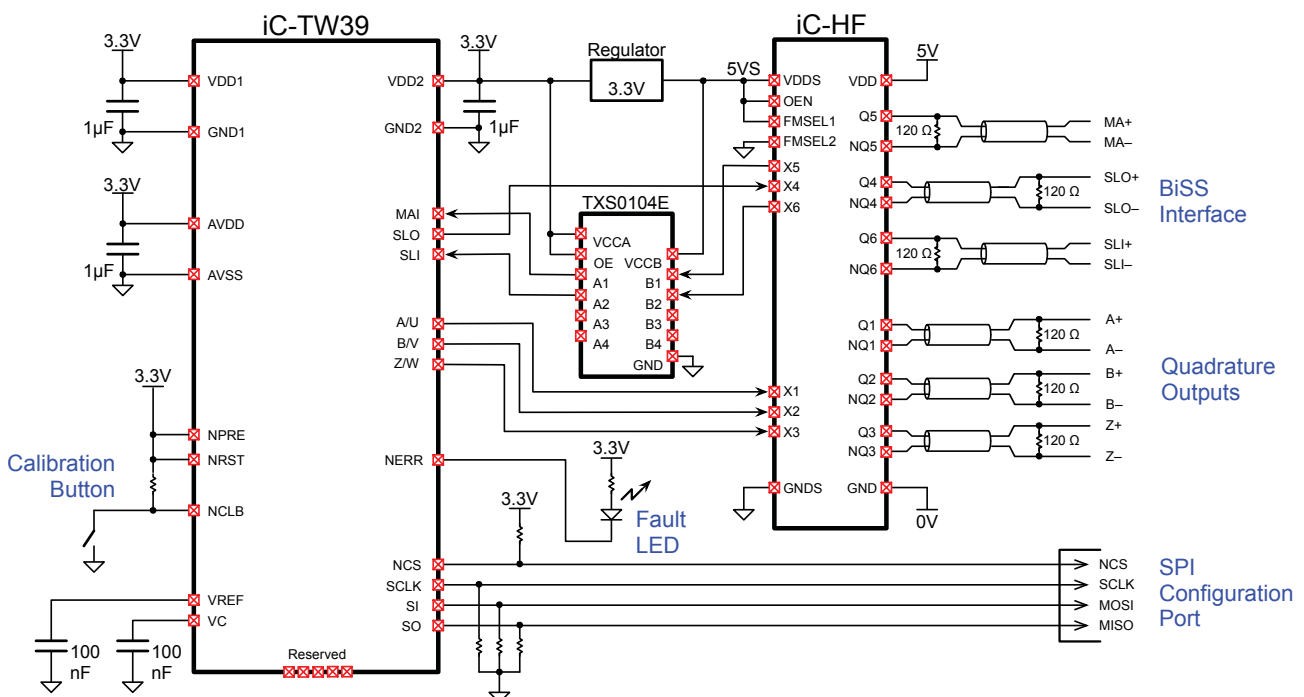 iC-TW39
iC-HF
3.3V
VDD1
1µF
GND1
3.3V
AVDD
1µF
AVSS
3.3V
NPRE
NRST
Calibration
Button
NCLB
VREF
VC
100
nF
100
nF
Reserved
3.3V
VDD2
GND2
1µF
MAI
SLO
SLI
A/U
B/V
Z/W
NERR
NCS
SCLK
SI
SO
Regulator
3.3V
5VS
TXS0104E
VCCA
OE
A1
A2
A3
A4
VCCB
B1
B2
B3
B4
GND
3.3V
Fault
LED
3.3V
VDDS
OEN
FMSEL1
FMSEL2
X5
X4
X6
X1
X2
X3
GNDS
5V
VDD
Q5
NQ5
Q4
NQ4
Q6
NQ6
Q1
NQ1
Q2
NQ2
Q3
NQ3
GND
0V
120 Ω
MA+
MA–
SLO+
120 Ω
SLO–
120 Ω
SLI+
SLI–
BiSS
Interface
A+
120 Ω
A–
B+
120 Ω
B–
Z+
120 Ω
Z–
Quadrature
Outputs
NCS
SCLK
MOSI
MISO
SPI
Configuration
Port